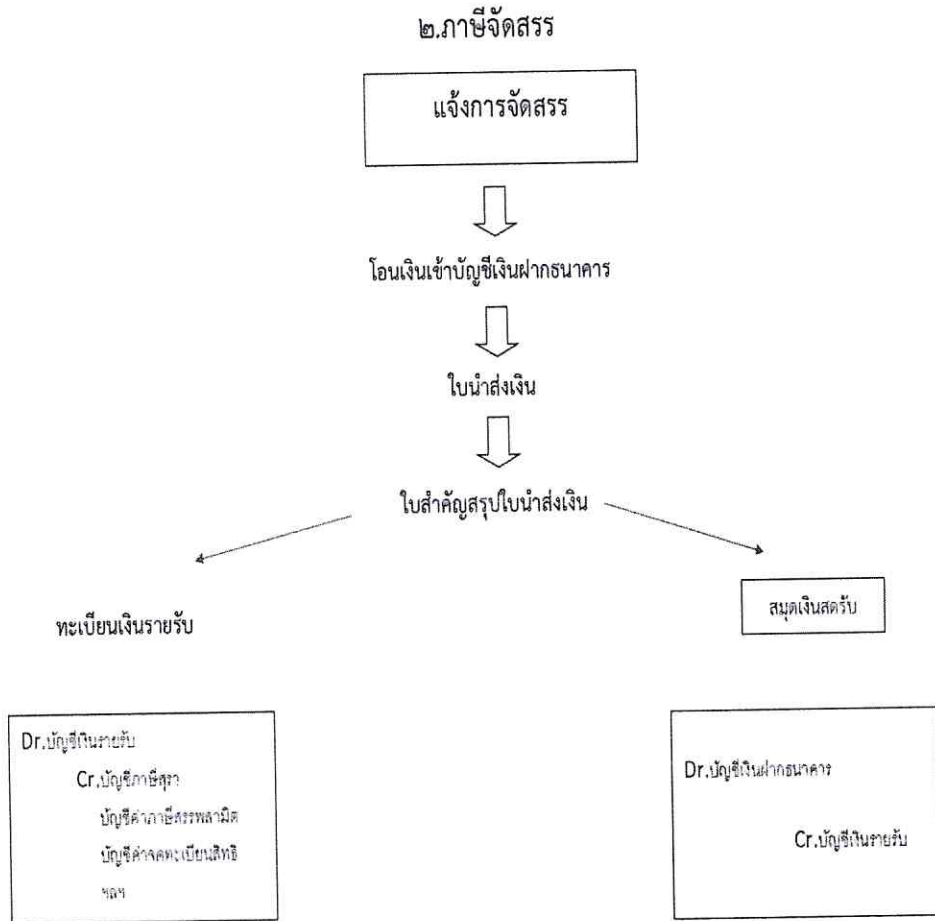 ๒.ภาษีจัดสรร
แจ้งการจัดสรร
โอนเงินเข้าบัญชีเงินฝากธนาคาร
ใบนำส่งเงิน
ใบสำคัญสรุปใบนำส่งเงิน
ทะเบียนเงินรายรับ
สมุดเงินสดรับ
Dr.บัญชีเงินรายรับ
Cr.บัญชีภาษีสุรา
บัญชีค่าภาษีสรรพสามิต
บัญชีค่าจดทะเบียนสิทธิ
ฯลฯ
Dr.บัญชีเงินฝากธนาคาร
Cr.บัญชีเงินรายรับ